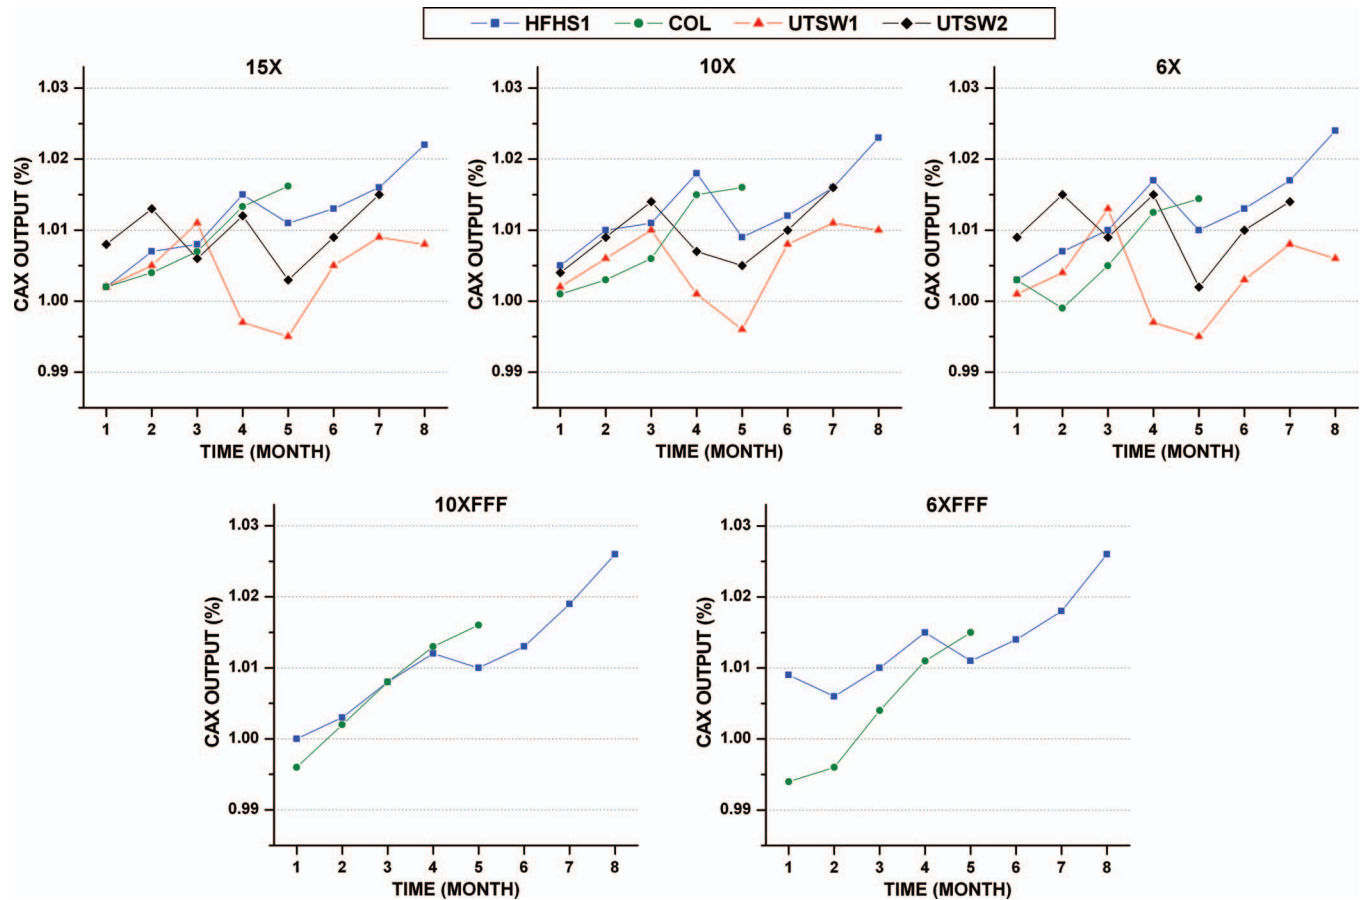 HFHS1 COL UTSW1 UTSW2
15X
1.03
1.02
1.01
1.00
0.99
CAX OUTPUT (%)
1 2 3 4 5 6 7 8
TIME (MONTH)
10X
1.03
1.02
1.01
1.00
0.99
CAX OUTPUT (%)
1 2 3 4 5 6 7 8
TIME (MONTH)
6X
1.03
1.02
1.01
1.00
0.99
CAX OUTPUT (%)
1 2 3 4 5 6 7 8
TIME (MONTH)
10XFFF
1.03
1.02
1.01
1.00
0.99
CAX OUTPUT (%)
1 2 3 4 5 6 7 8
TIME (MONTH)
6XFFF
1.03
1.02
1.01
1.00
0.99
CAX OUTPUT (%)
1 2 3 4 5 6 7 8
TIME (MONTH)